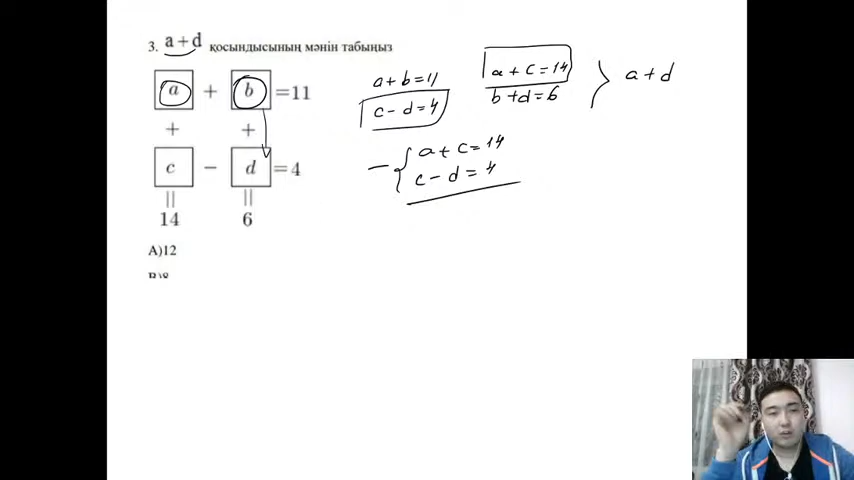 3. a+d қосындысының мәнін табыңыз
a + b =11
+ +
c - d =4
|| ||
14 6
A)12
a+b=11
c-d=4
a+c=14
b+d=6
a+d
- { a+c=14
c-d=4